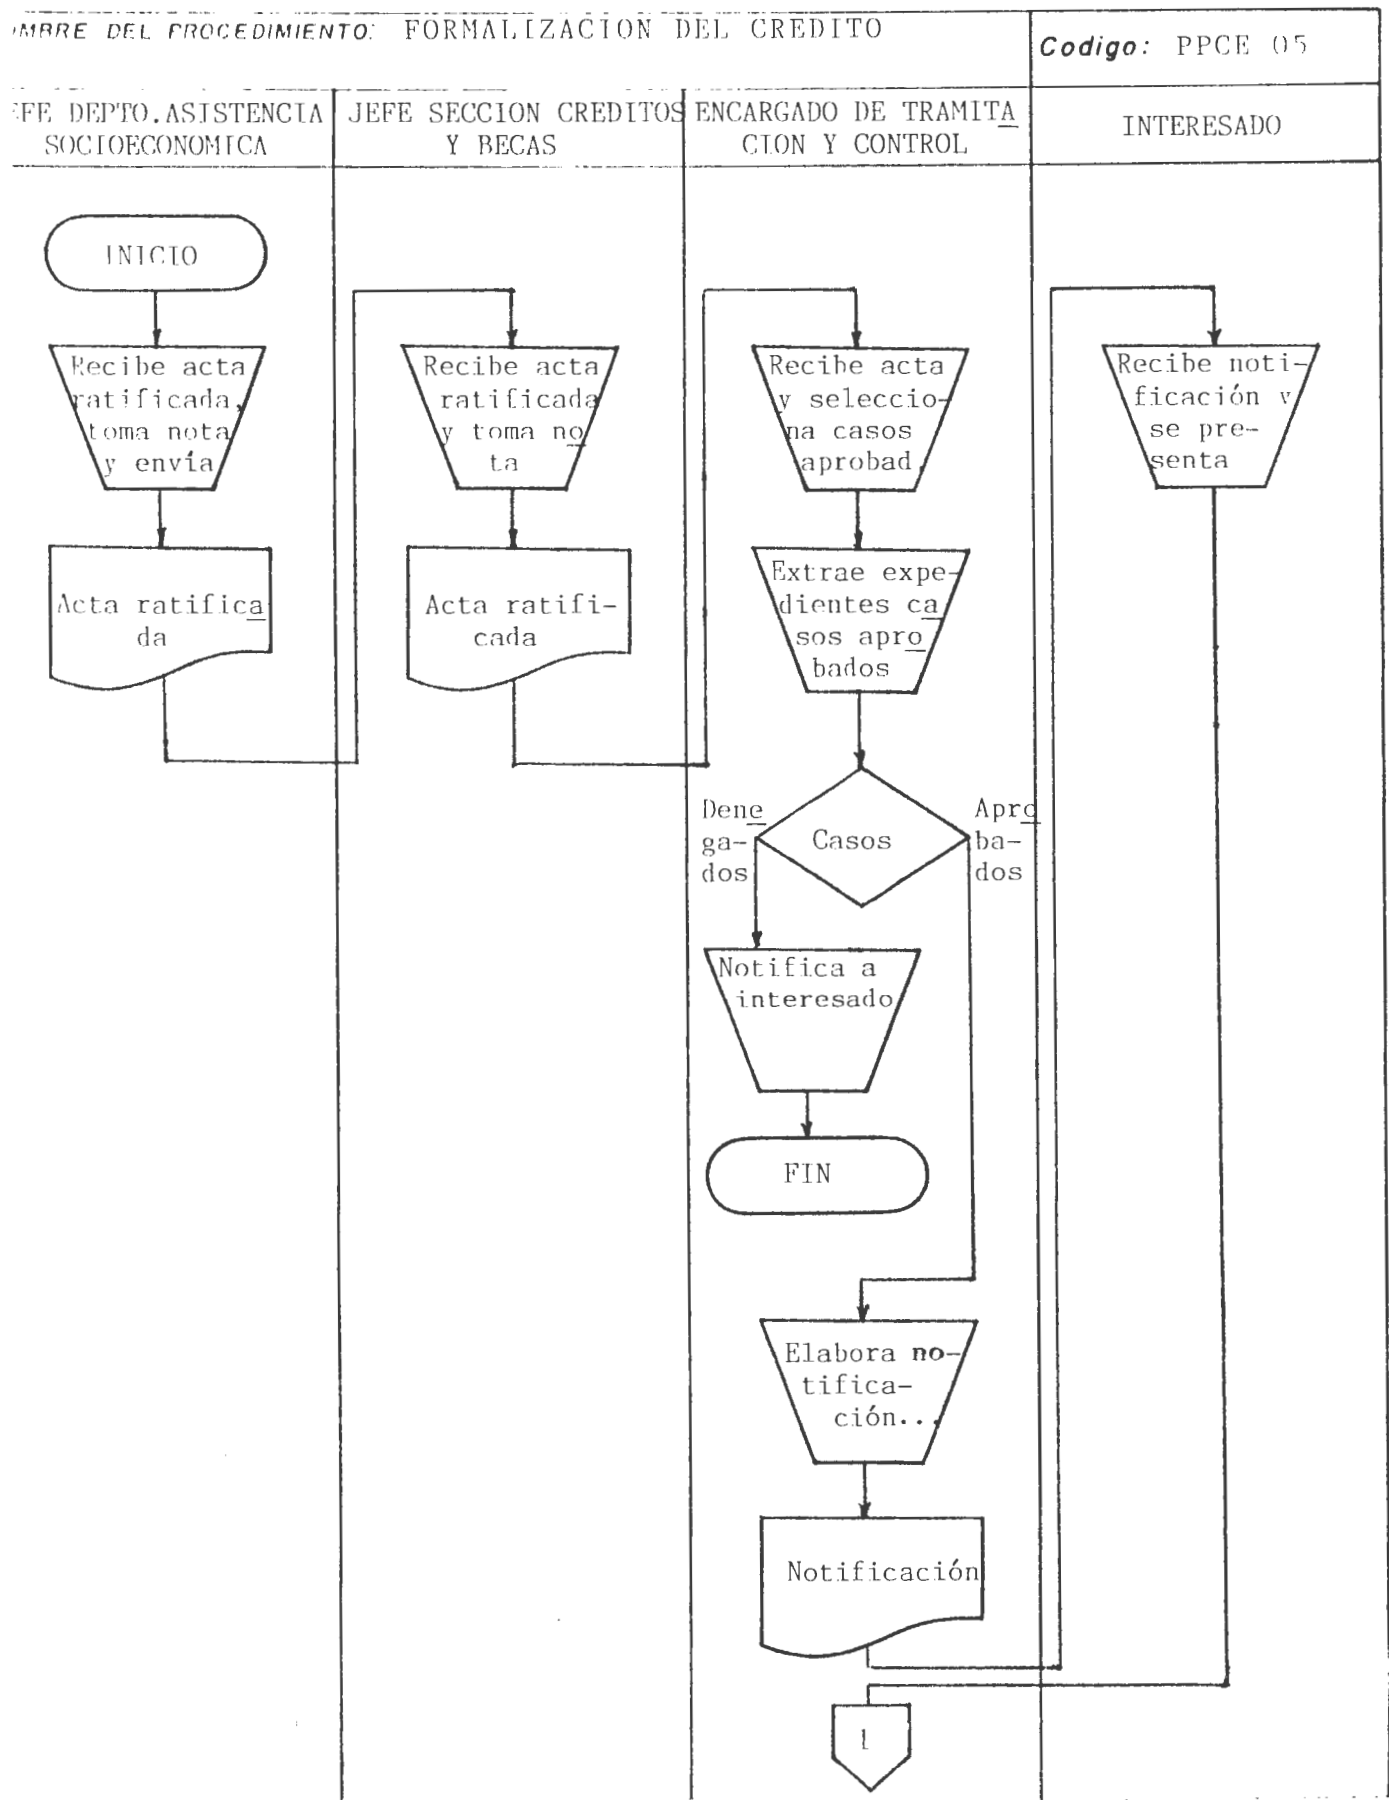 OMBRE DEL PROCEDIMIENTO: FORMALIZACION DEL CREDITO
Codigo: PPCE 05
EFE DEPTO.ASISTENCIA
SOCIOECONOMICA
JEFE SECCION CREDITOS
Y BECAS
ENCARGADO DE TRAMITA
CION Y CONTROL
INTERESADO
INICIO
Recibe acta
ratificada,
toma nota
y envía
Acta ratifica
da
Recibe acta
ratificada
y toma no
ta
Acta ratifi-
cada
Recibe acta
y seleccio-
na casos
aprobad.
Extrae expe-
dientes ca
sos apro
bados
Casos
Dene
ga-
dos
Apro
ba-
dos
Notifica a
interesado
FIN
Elabora no-
tifica-
ción...
Notificación
1
Recibe noti-
ficación y
se pre-
senta